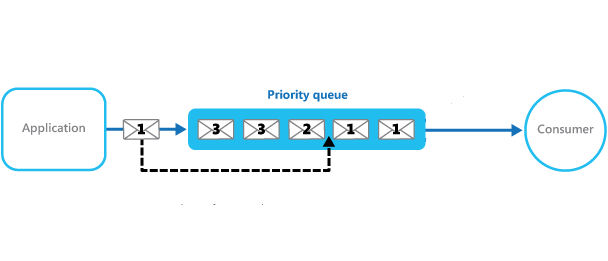 Priority queue
Application
1
3 3 2 1 1
Consumer